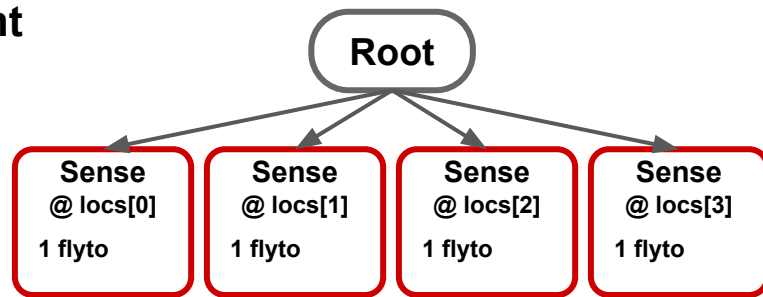 nt
Root
Sense Sense Sense Sense
@ locs[0] @ locs[1] @ locs[2] @ locs[3]
1 flyto 1 flyto 1 flyto 1 flyto